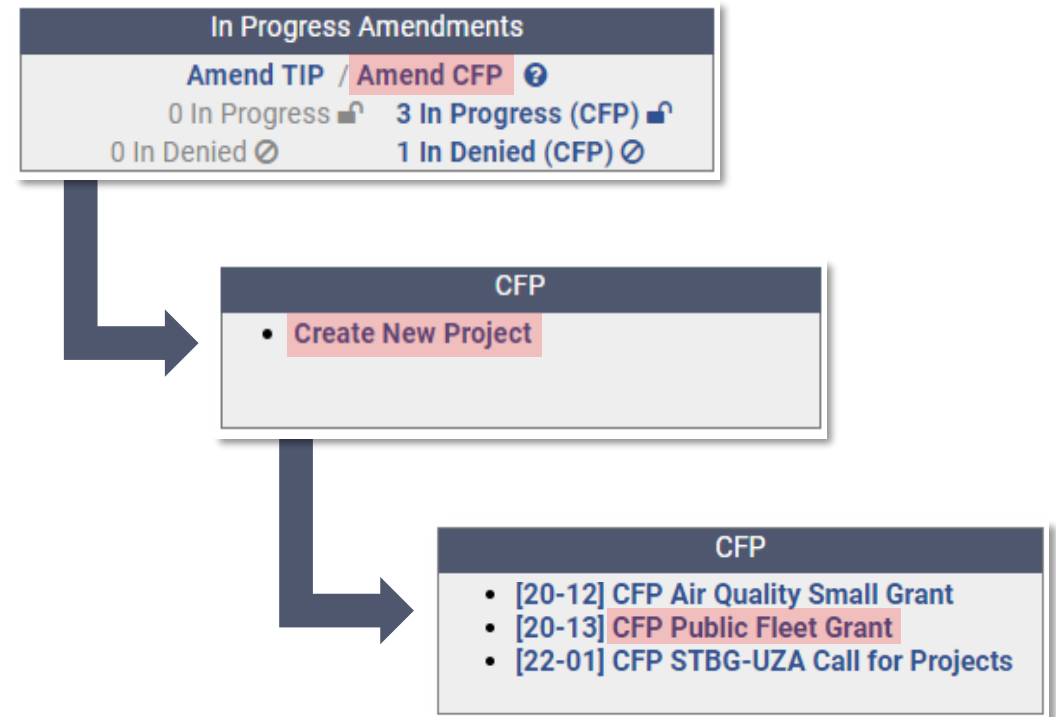 In Progress Amendments
Amend TIP / Amend CFP ?
0 In Progress 3 In Progress (CFP)
0 In Denied 1 In Denied (CFP)
CFP
• Create New Project
CFP
• [20-12] CFP Air Quality Small Grant
• [20-13] CFP Public Fleet Grant
• [22-01] CFP STBG-UZA Call for Projects